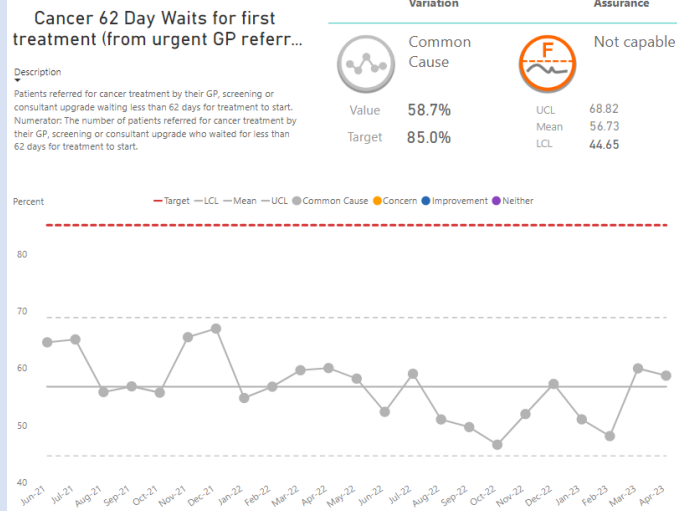 Variation
Assurance
Cancer 62 Day Waits for first
treatment (from urgent GP referr...
Common
Cause
F
Not capable
Description
Patients referred for cancer treatment by their GP, screening or
consultant upgrade waiting less than 62 days for treatment to start.
Numerator: The number of patients referred for cancer treatment by
their GP, screening or consultant upgrade who waited for less than
62 days for treatment to start.
Value 58.7%
Target 85.0%
UCL 68.82
Mean 56.73
LCL 44.65
Percent
Target LCL Mean UCL Common Cause Concern Improvement Neither
80
70
60
50
40
Jun-21 Jul-21 Aug-21 Sep-21 Oct-21 Nov-21 Dec-21 Jan-22 Feb-22 Mar-22 Apr-22 May-22 Jun-22 Jul-22 Aug-22 Sep-22 Oct-22 Nov-22 Dec-22 Jan-23 Feb-23 Mar-23 Apr-23